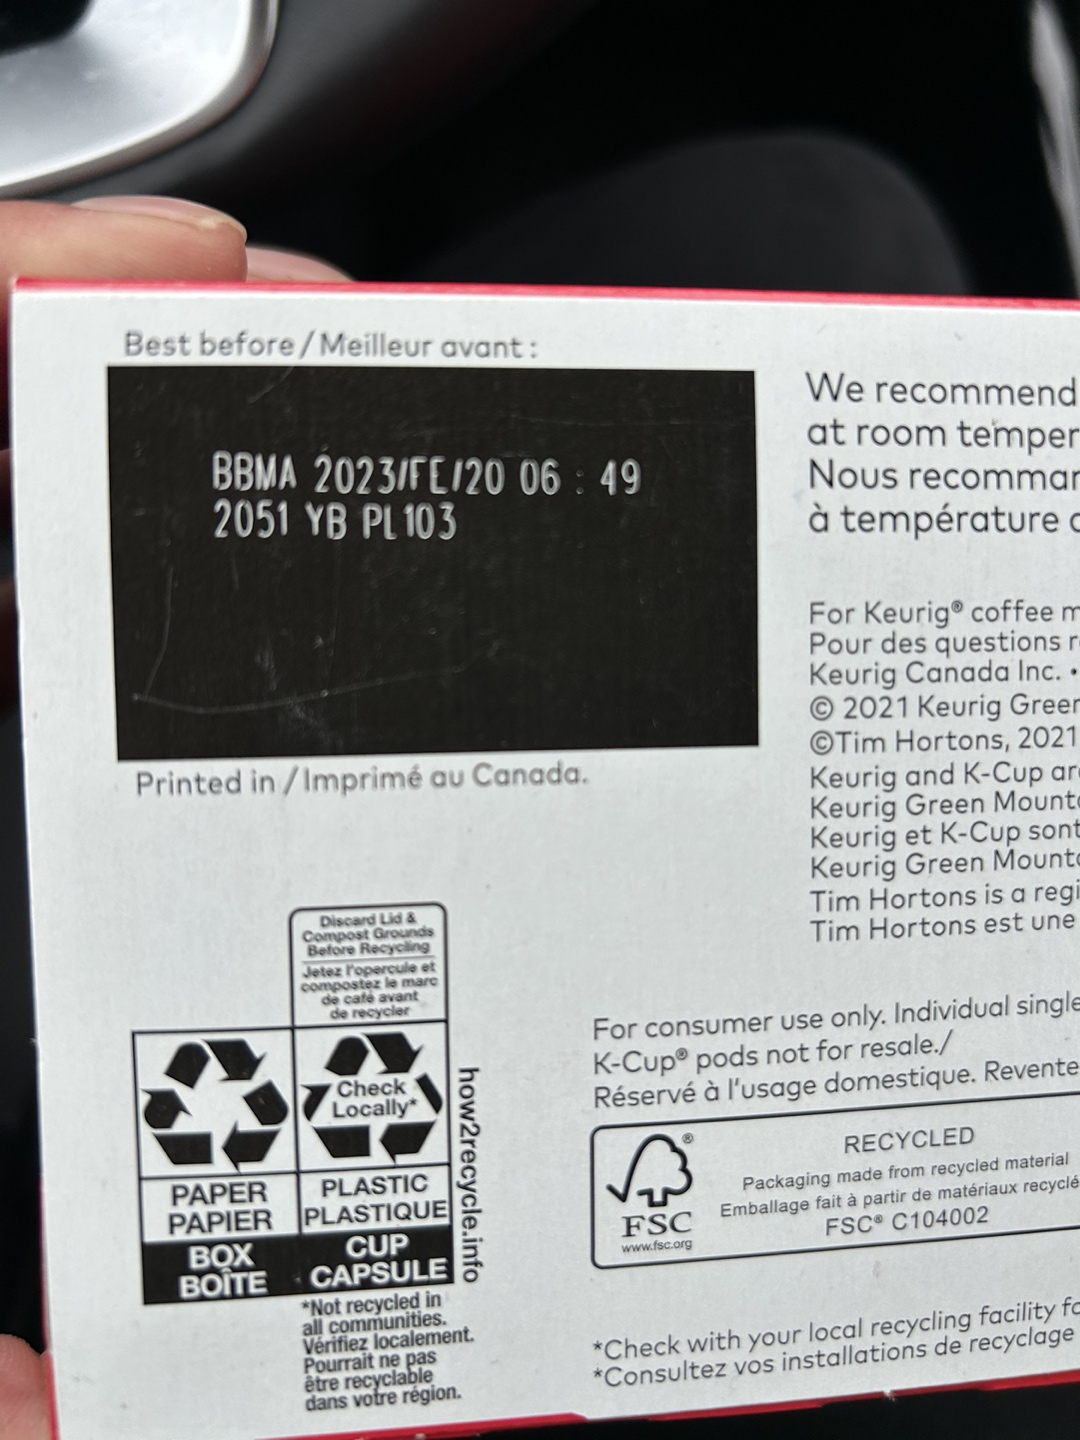 Best before / Meilleur avant :
BBMA 2023/FE/20 06 : 49
2051 YB PL103
Printed in / Imprimé au Canada.
We recommend
at room temper
Nous recomman
à température
For Keurig® coffee m
Pour des questions r
Keurig Canada Inc. •
© 2021 Keurig Green
©Tim Hortons, 2021
Keurig and K-Cup are
Keurig Green Mounta
Keurig et K-Cup sont
Keurig Green Mounta
Tim Hortons is a regi
Tim Hortons est une
Discard Lid &
Compost Grounds
Before Recycling
Jetez l'opercule et
compostez le marc
de café avant
de recycler
Check
Locally*
PAPER
PAPIER
PLASTIC
PLASTIQUE
BOX
BOÎTE
CUP
CAPSULE
how2recycle.info
*Not recycled in
all communities.
Vérifiez localement.
Pourrait ne pas
être recyclable
dans votre région.
For consumer use only. Individual single
K-Cup® pods not for resale./
Réservé à l'usage domestique. Revente
®
FSC
www.fsc.org
RECYCLED
Packaging made from recycled material
Emballage fait à partir de matériaux recyclé
FSC® C104002
*Check with your local recycling facility fo
*Consultez vos installations de recyclage